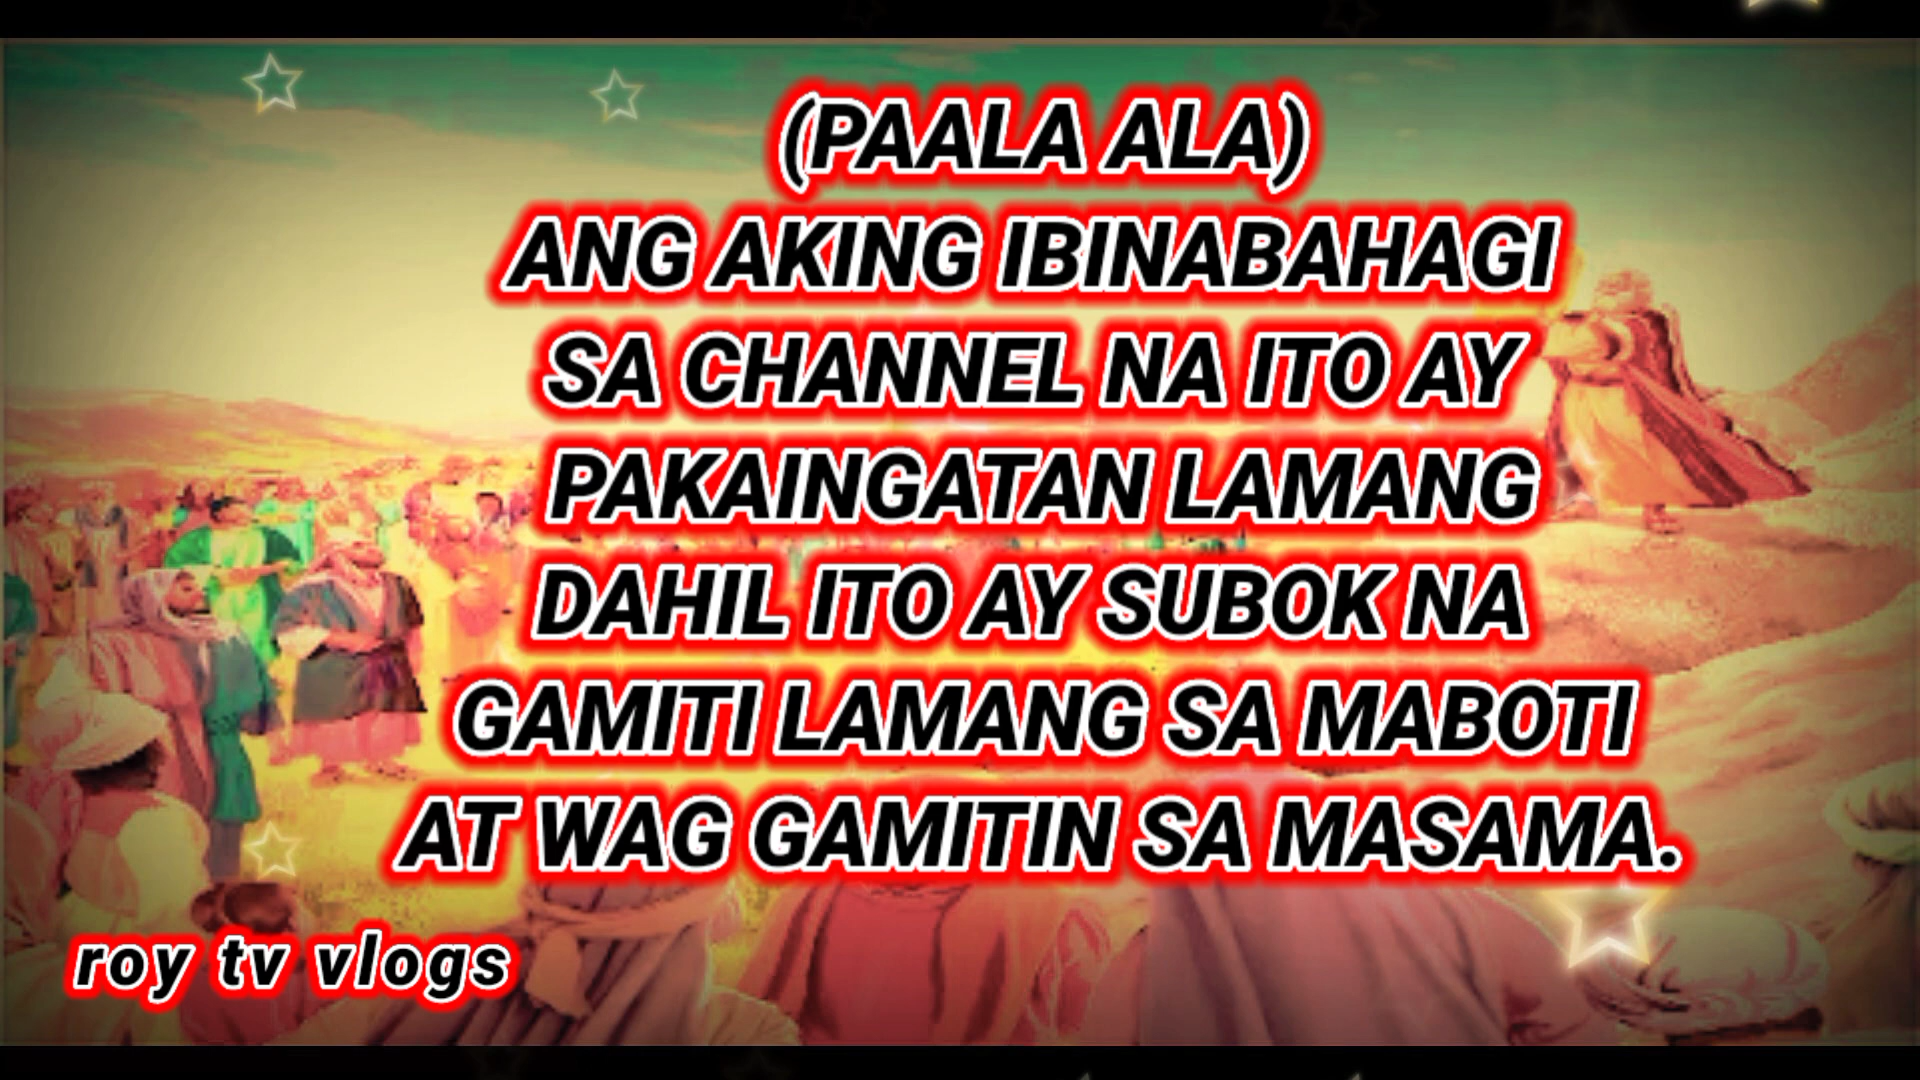 (PAALA ALA)
ANG AKING IBINABAHAGI
SA CHANNEL NA ITO AY
PAKAINGATAN LAMANG
DAHIL ITO AY SUBOK NA
GAMITI LAMANG SA MABOTI
AT WAG GAMITIN SA MASAMA.
roy tv vlogs